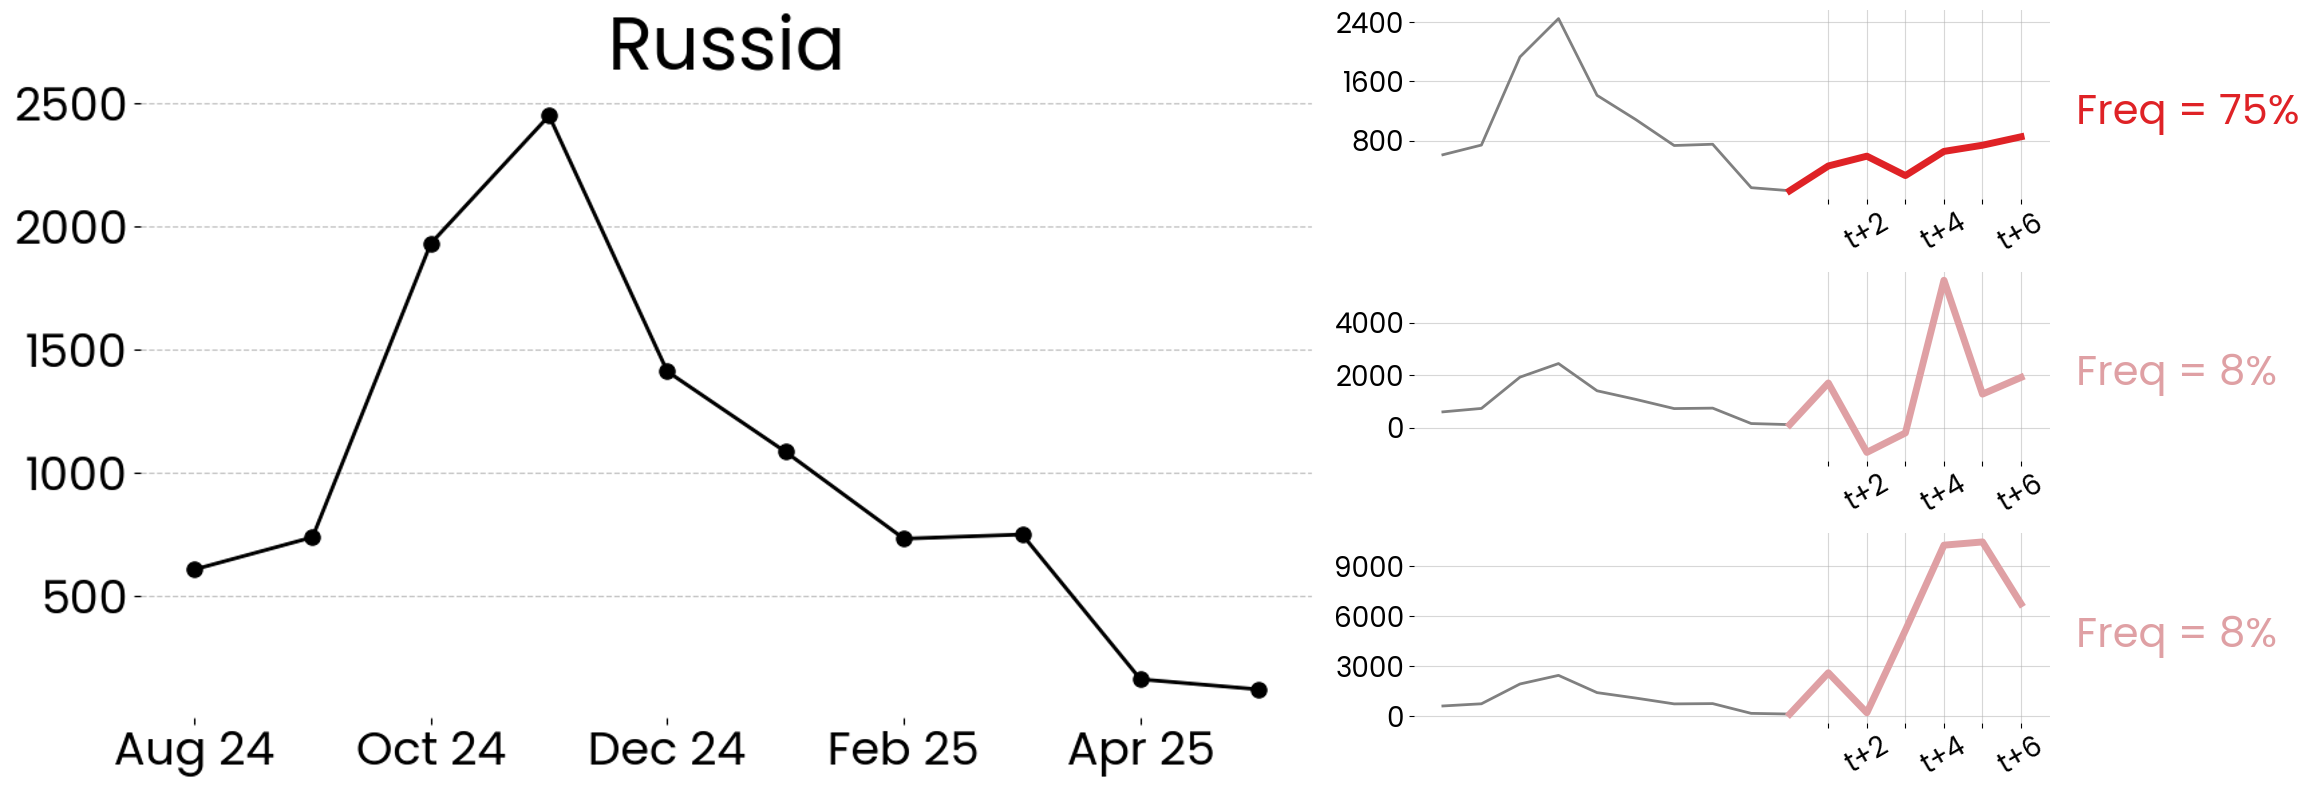 Russia
2500
2000
1500
1000
500
Aug 24
Oct 24
Dec 24
Feb 25
Apr 25
2400
1600
800
t+2
t+4
t+6
Freq = 75%
4000
2000
0
t+2
t+4
t+6
Freq = 8%
9000
6000
3000
0
t+2
t+4
t+6
Freq = 8%